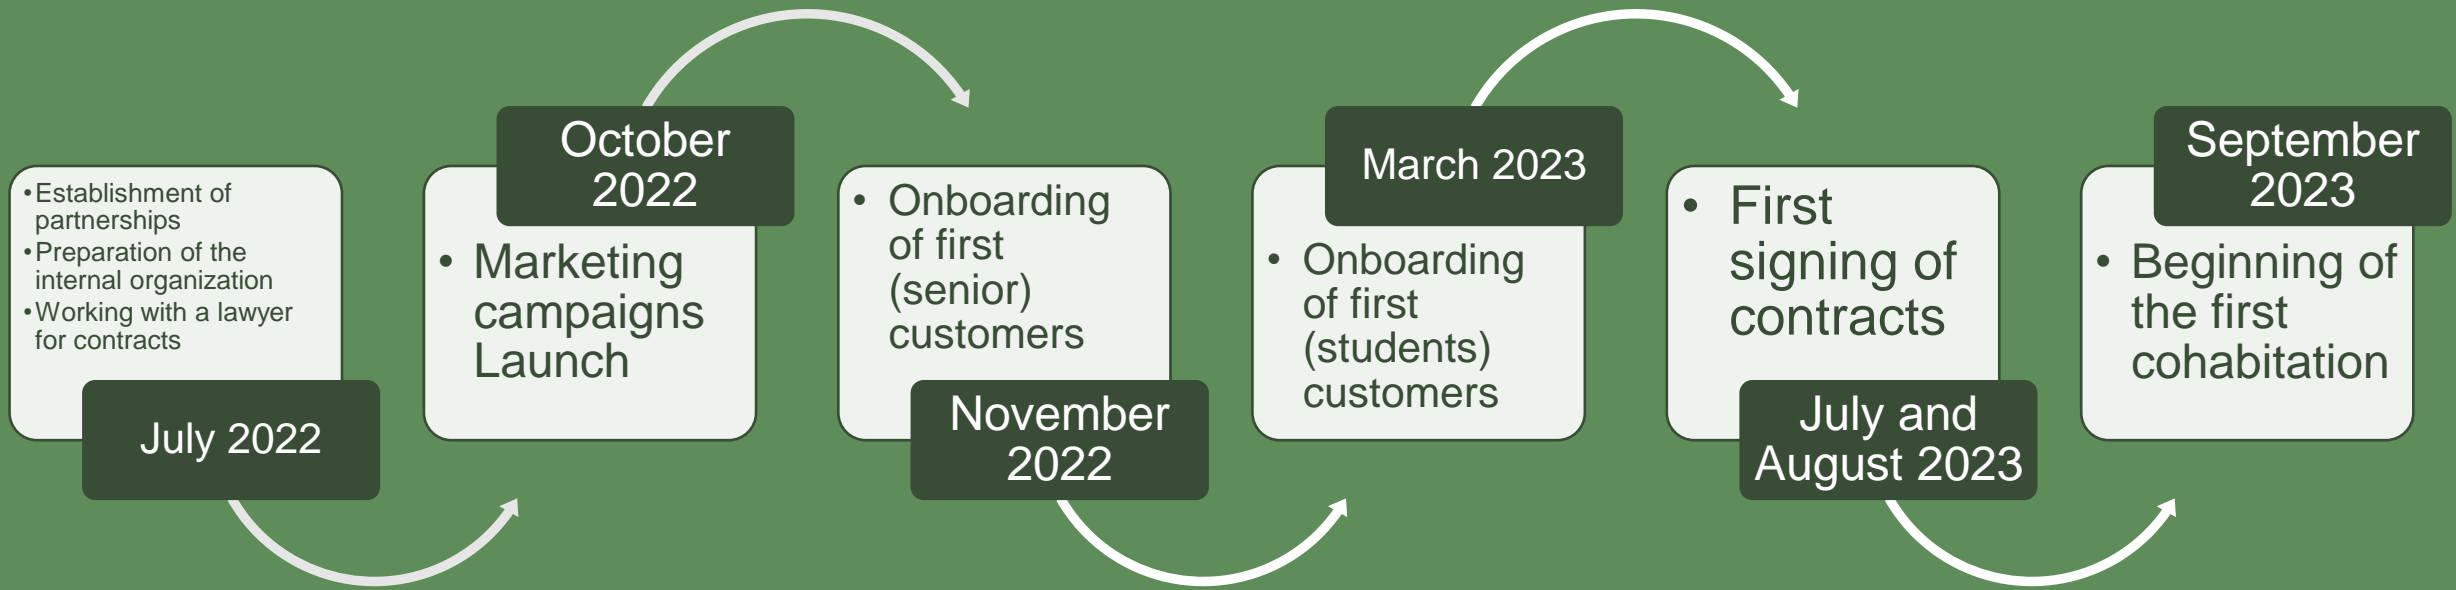 •Establishment of
partnerships
•Preparation of the
internal organization
•Working with a lawyer
for contracts
July 2022
October
2022
• Marketing
campaigns
Launch
• Onboarding
of first
(senior)
customers
November
2022
March 2023
• Onboarding
of first
(students)
customers
• First
signing of
contracts
July and
August 2023
September
2023
• Beginning of
the first
cohabitation